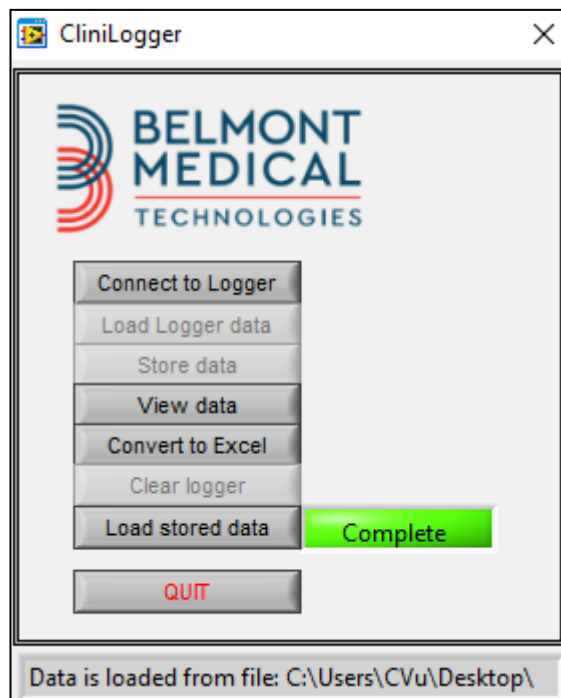 CliniLogger
BELMONT
MEDICAL
TECHNOLOGIES
Connect to Logger
Load Logger data
Store data
View data
Convert to Excel
Clear logger
Load stored data
Complete
QUIT
Data is loaded from file: C:\Users\CVu\Desktop\